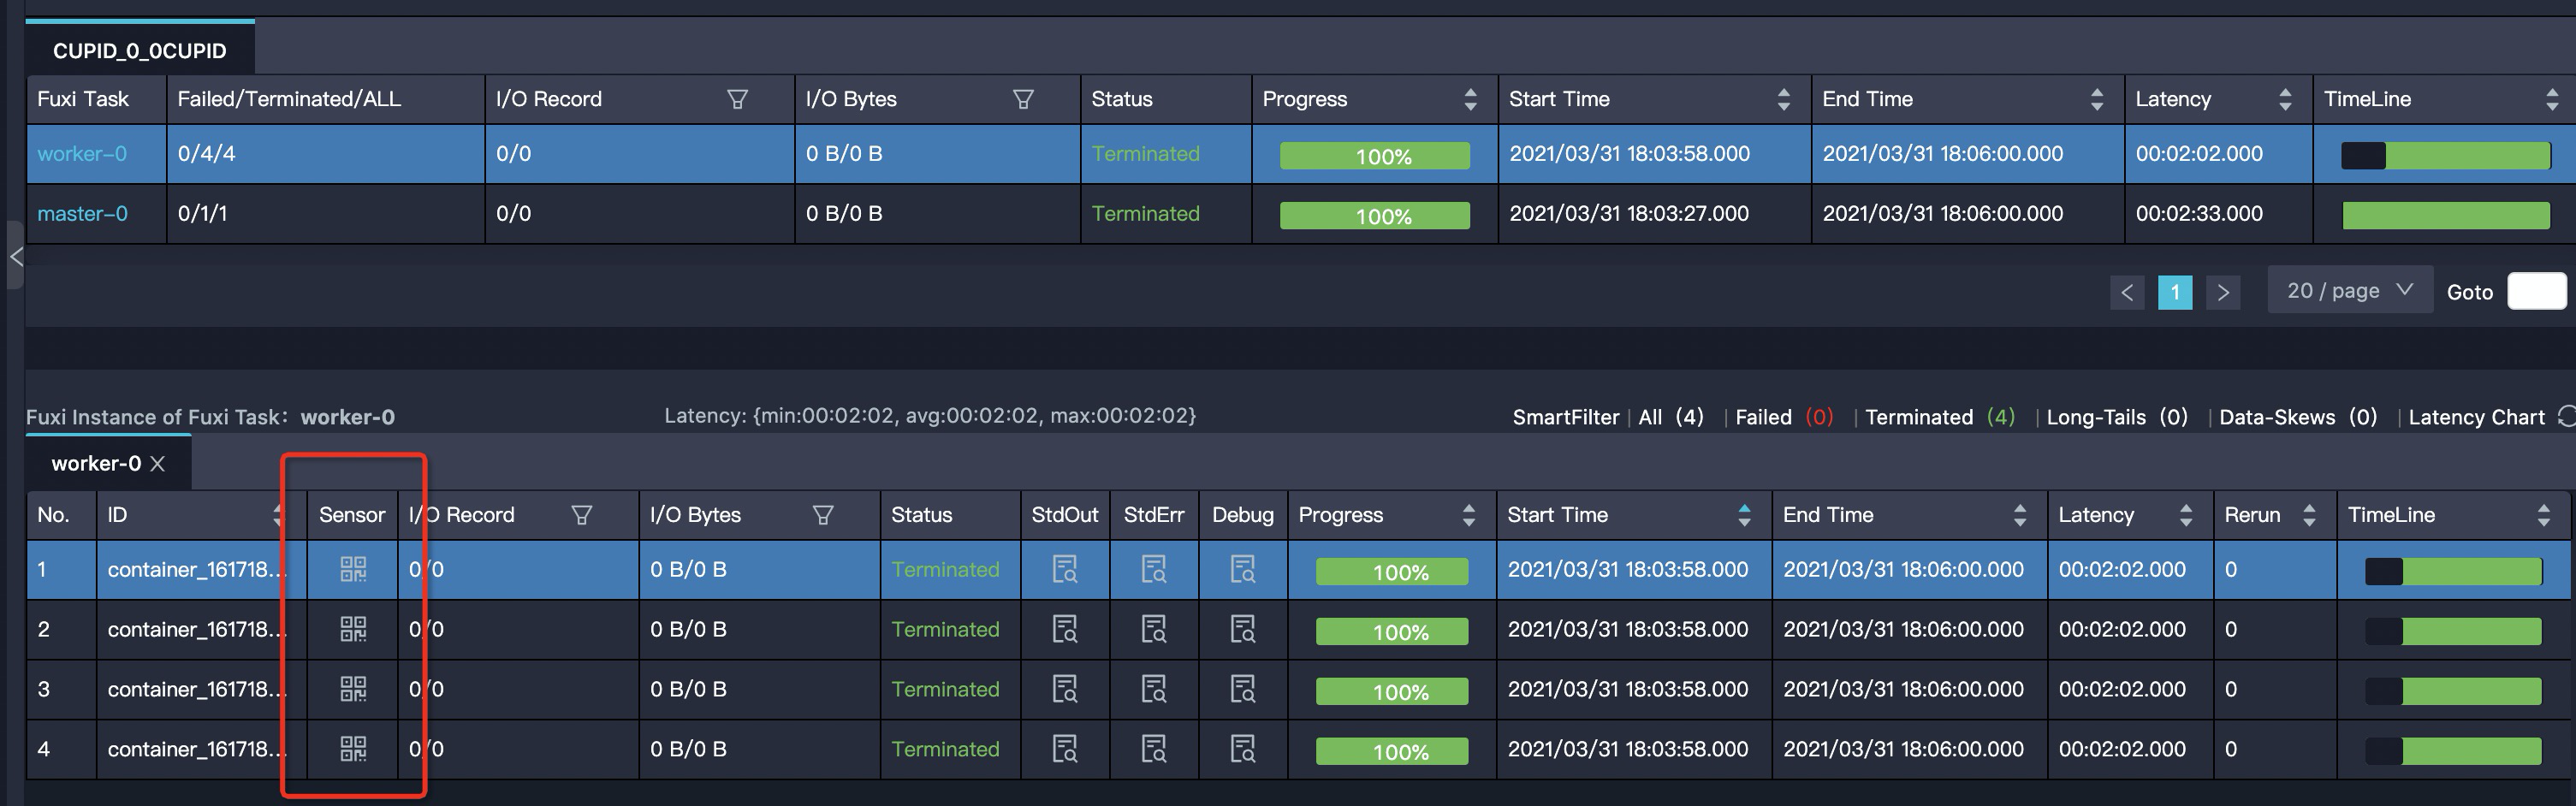 CUPID_0_0CUPID
Fuxi Task Failed/Terminated/ALL I/O Record I/O Bytes Status Progress Start Time End Time Latency TimeLine
worker-0 0/4/4 0/0 0 B/0 B Terminated 100% 2021/03/31 18:03:58.000 2021/03/31 18:06:00.000 00:02:02.000
master-0 0/1/1 0/0 0 B/0 B Terminated 100% 2021/03/31 18:03:27.000 2021/03/31 18:06:00.000 00:02:33.000
< 1 > 20 / page Goto
Fuxi Instance of Fuxi Task: worker-0 Latency: {min:00:02:02, avg:00:02:02, max:00:02:02} SmartFilter | All (4) | Failed (0) | Terminated (4) | Long-Tails (0) | Data-Skews (0) | Latency Chart
worker-0 X
No. ID Sensor I/O Record I/O Bytes Status StdOut StdErr Debug Progress Start Time End Time Latency Rerun TimeLine
1 container_161718... 0/0 0 B/0 B Terminated 100% 2021/03/31 18:03:58.000 2021/03/31 18:06:00.000 00:02:02.000 0
2 container_161718... 0/0 0 B/0 B Terminated 100% 2021/03/31 18:03:58.000 2021/03/31 18:06:00.000 00:02:02.000 0
3 container_161718... 0/0 0 B/0 B Terminated 100% 2021/03/31 18:03:58.000 2021/03/31 18:06:00.000 00:02:02.000 0
4 container_161718... 0/0 0 B/0 B Terminated 100% 2021/03/31 18:03:58.000 2021/03/31 18:06:00.000 00:02:02.000 0